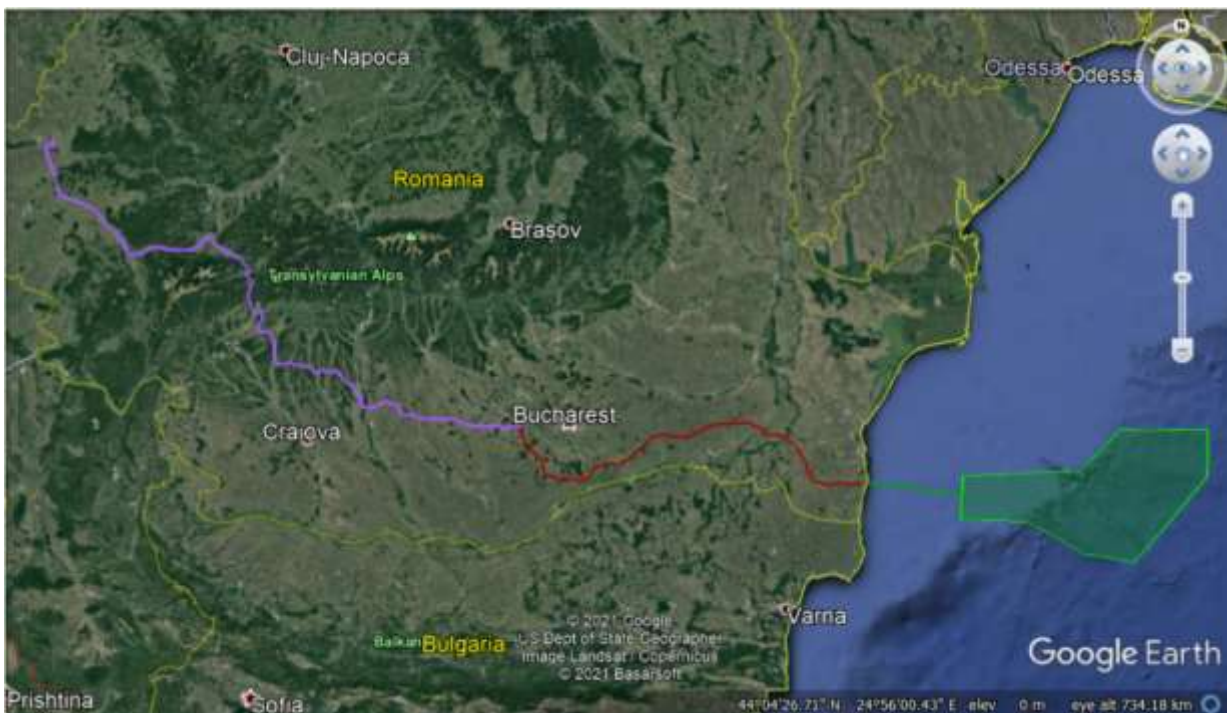 Cluj-Napoca
Odessa
Odessa
N
Romania
Brasov
Transylvanian Alps
Bucharest
Craiova
Varna
© 2021 Google
US Dept of State Geographer
Image Landsat / Copernicus
© 2021 Basarsoft
Balkan
Bulgaria
Google Earth
Prishtina
Sofia
44°04'26.71" N 24°56'00.43" E elev 0 m eye alt 734.18 km